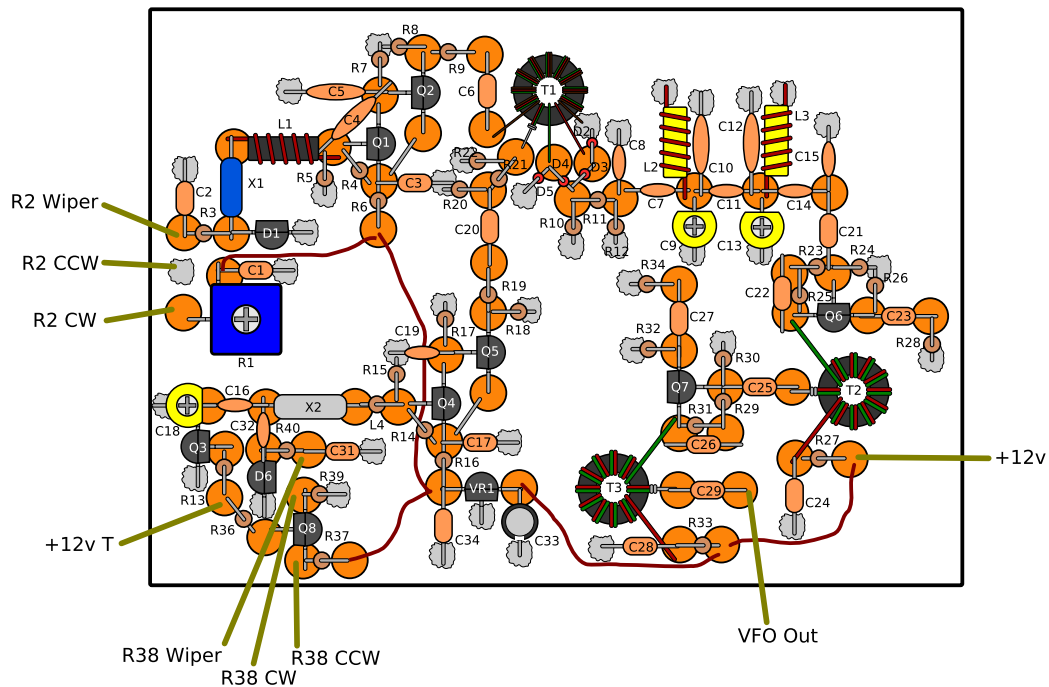 R8
R7
R9
C5
Q2
C6
T1
C4
L1
Q1
D2
C8
C12
L3
R22
R21
D4
D3
L2
C10
C15
R5
R4
C3
R20
D5
C2
X1
R6
R11
C7
C11
C14
R2 Wiper
R3
D1
C20
R10
R12
C9
C13
C21
R2 CCW
C1
R34
R23
R24
R26
R19
C22
R25
R2 CW
R1
R18
R17
C27
Q6
C23
C19
R32
R28
Q5
R30
R15
Q7
C25
T2
C16
X2
L4
Q4
R29
C18
C32
R40
R14
R31
Q3
C31
C17
C26
R27
+12v
D6
R16
R39
R13
VR1
T3
C29
C24
R36
Q8
R37
C34
C33
C28
R33
+12v T
VFO Out
R38 Wiper
R38 CCW
R38 CW